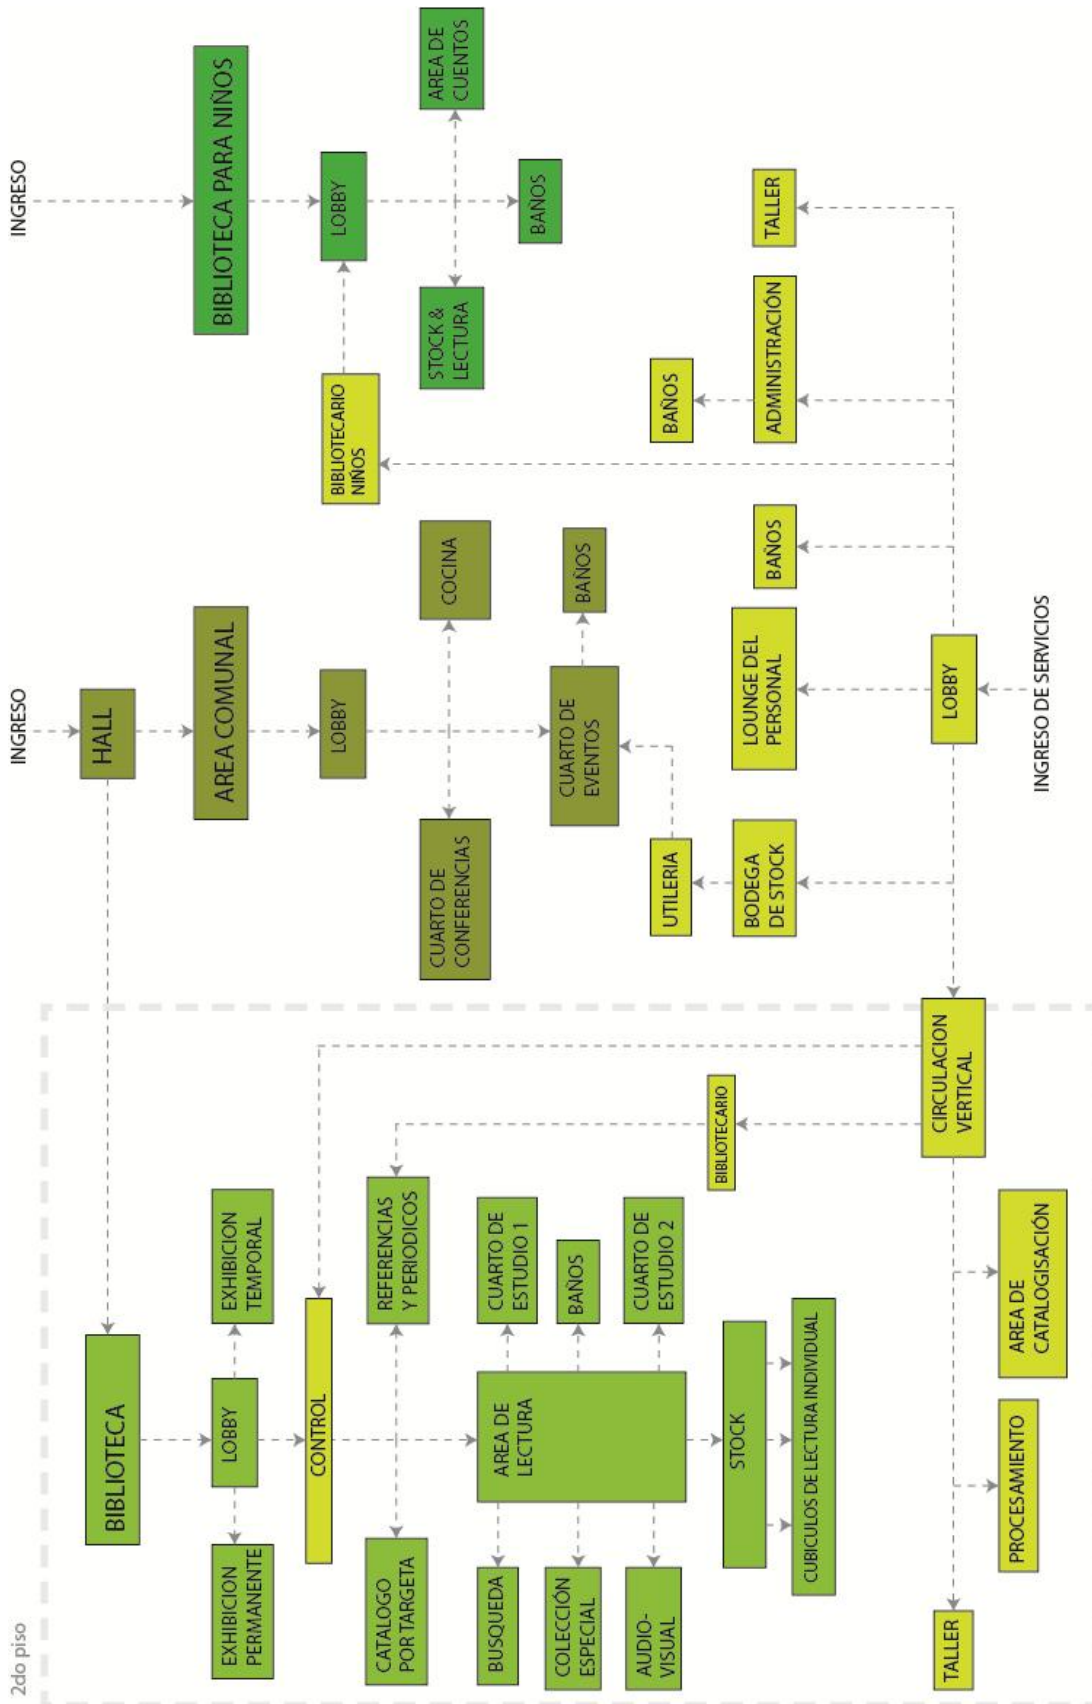 2do piso
INGRESO
INGRESO
HALL
BIBLIOTECA
AREA COMUNAL
BIBLIOTECA PARA NIÑOS
EXHIBICION
PERMANENTE
LOBBY
EXHIBICION
TEMPORAL
CONTROL
LOBBY
BIBLIOTECARIO
NIÑOS
LOBBY
CATALOGO
POR TARGETA
REFERENCIAS
Y PERIODICOS
CUARTO DE
CONFERENCIAS
COCINA
STOCK &
LECTURA
AREA DE
CUENTOS
BUSQUEDA
AREA DE
LECTURA
CUARTO DE
ESTUDIO 1
BAÑOS
COLECCIÓN
ESPECIAL
BAÑOS
CUARTO DE
EVENTOS
BAÑOS
AUDIO-
VISUAL
CUARTO DE
ESTUDIO 2
UTILERIA
BAÑOS
STOCK
BIBLIOTECARIO
BODEGA
DE STOCK
LOUNGE DEL
PERSONAL
BAÑOS
ADMINISTRACIÓN
TALLER
CUBICULOS DE LECTURA INDIVIDUAL
TALLER
CIRCULACION
VERTICAL
LOBBY
PROCESAMIENTO
AREA DE
CATALOGISACIÓN
INGRESO DE SERVICIOS